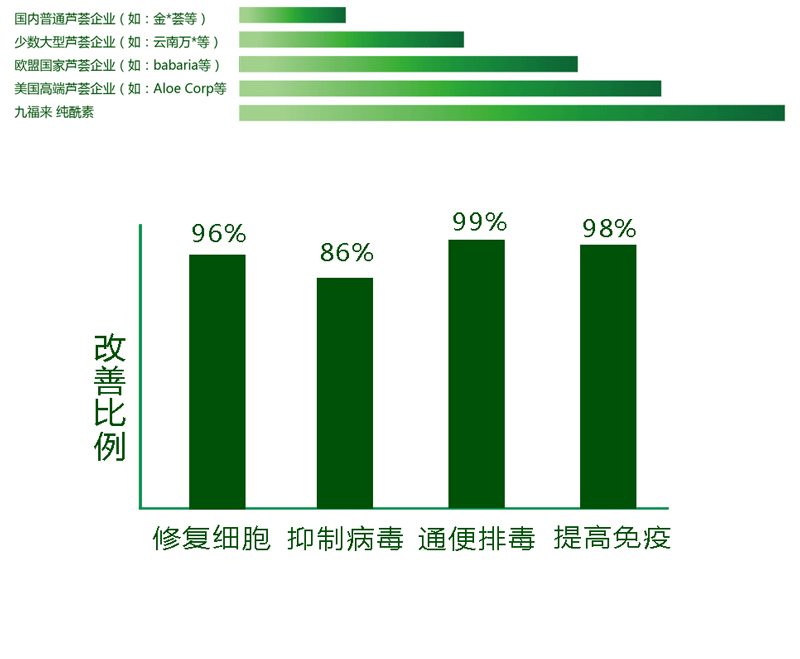 国内普通芦荟企业（如：金*荟等）
少数大型芦荟企业（如：云南万*等 ）
欧盟国家芦荟企业（如：babaria等）
美国高端芦荟企业（如：Aloe Corp等
九福来 纯酰素
96%
86%
99%
98%
改善比例
修复细胞
抑制病毒
通便排毒
提高免疫